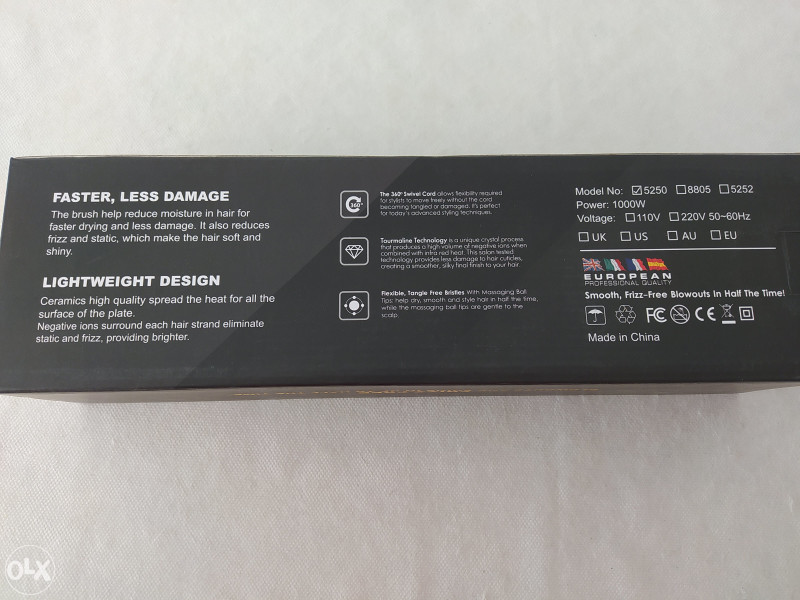 FASTER, LESS DAMAGE
The brush help reduce moisture in hair for
faster drying and less damage. It also reduces
frizz and static, which make the hair soft and
shiny.
LIGHTWEIGHT DESIGN
Ceramics high quality spread the heat for all the
surface of the plate.
Negative ions surround each hair strand eliminate
static and frizz, providing brighter.
360°
The 360° Swivel Cord allows flexibility required
for stylists to move freely without the cord
becoming tangled or damaged. It's perfect
for today's advanced styling techniques.
Tourmaline Technology is a unique crystal process
that produces a high volume of negative ions when
combined with infra red heat. This salon tested
technology provides less damage to hair cuticles,
creating a smoother, silky final finish to your hair.
Flexible, Tangle Free Bristles With Massaging Ball
Tips: help dry, smooth and style hair in half the time,
while the massaging ball tips are gentle to the
scalp.
Model No: ☑5250 ☐8805 ☐5252
Power: 1000W
Voltage: ☐110V ☐220V 50~60Hz
☐UK ☐US ☐AU ☐EU
EUROPEAN
PROFESSIONAL QUALITY
Smooth, Frizz-Free Blowouts In Half The Time!
FC CE
Made in China
OLX